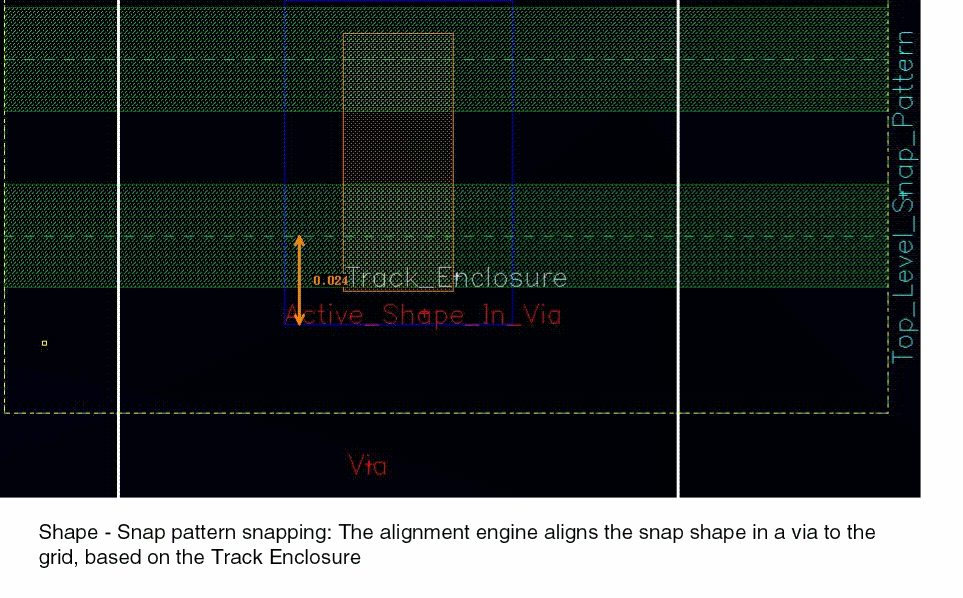 Top_Level_Snap_Pattern
0.024
Track_Enclosure
Active_Shape_In_Via
Via
Shape - Snap pattern snapping: The alignment engine aligns the snap shape in a via to the
grid, based on the Track Enclosure